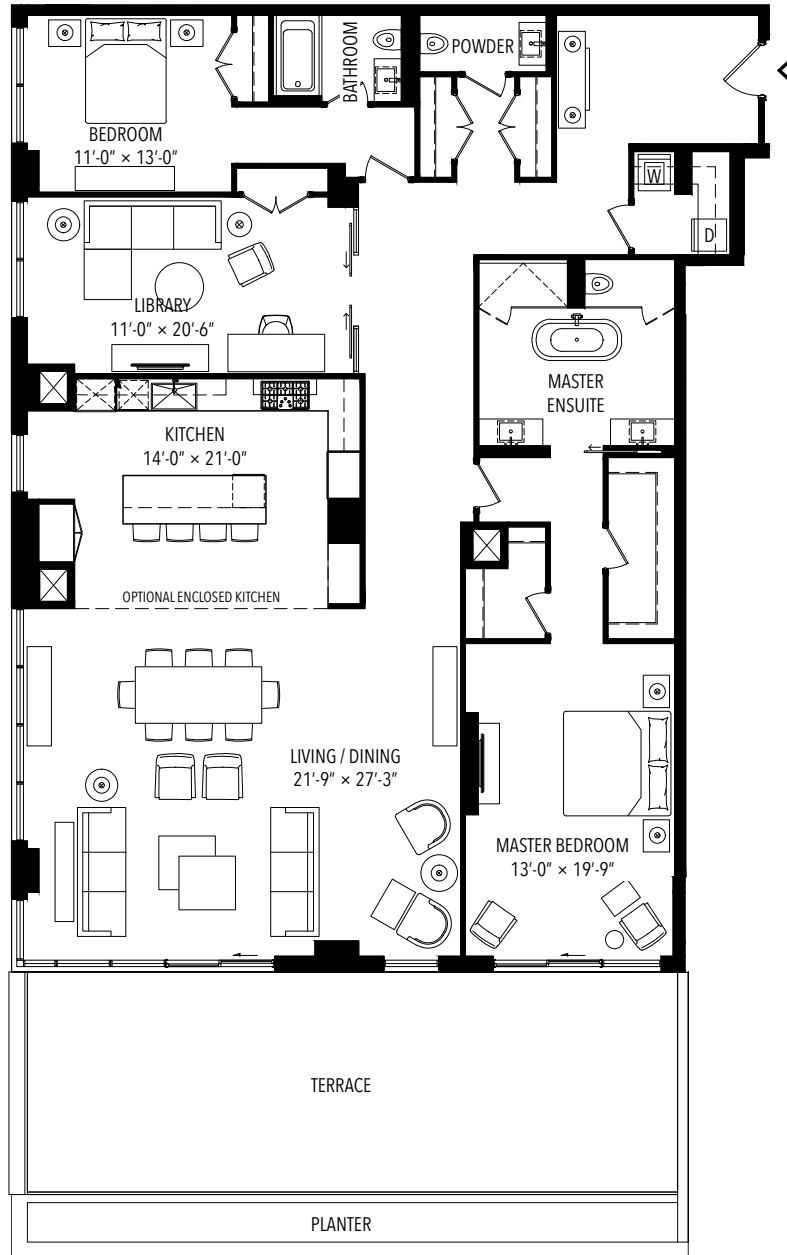 BATHROOM
POWDER
BEDROOM
11'-0" × 13'-0"
W
D
LIBRARY
11'-0" × 20'-6"
MASTER
ENSUITE
KITCHEN
14'-0" × 21'-0"
OPTIONAL ENCLOSED KITCHEN
LIVING / DINING
21'-9" × 27'-3"
MASTER BEDROOM
13'-0" × 19'-9"
TERRACE
PLANTER